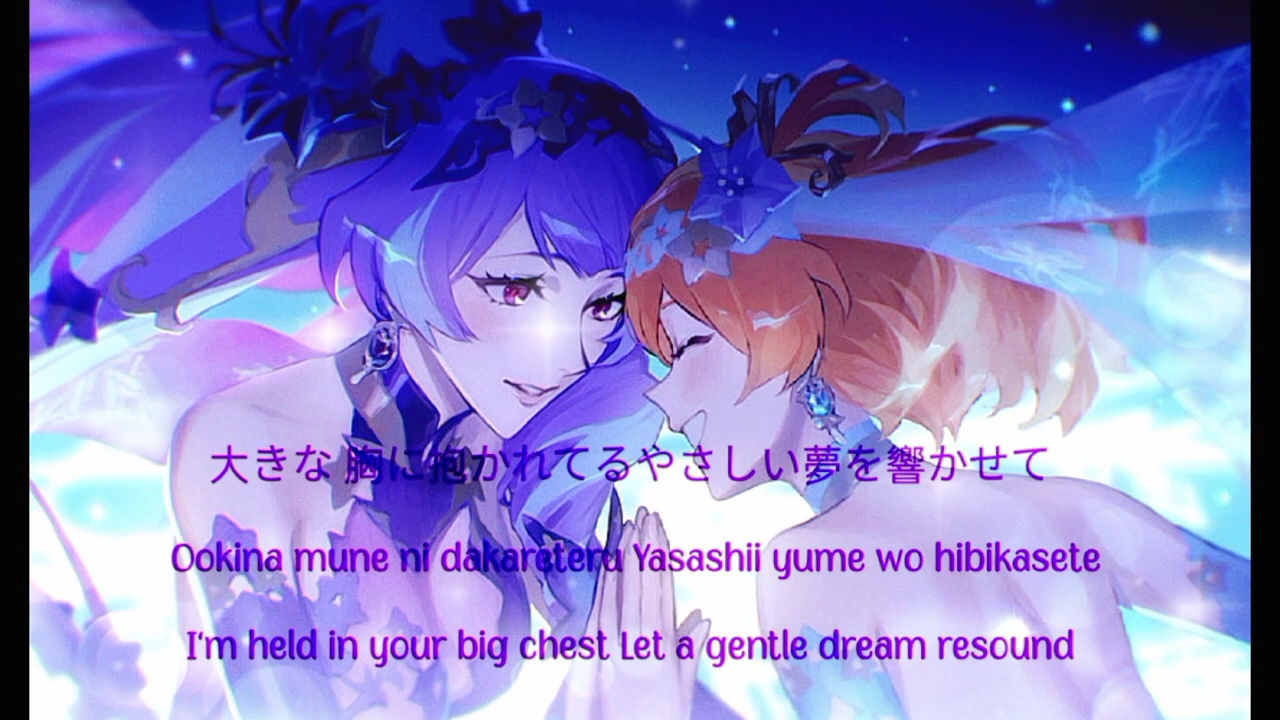 大きな 胸に抱かれてるやさしい夢を響かせて
Ookina mune ni dakareteru Yasashii yume wo hibikasete
I'm held in your big chest Let a gentle dream resound